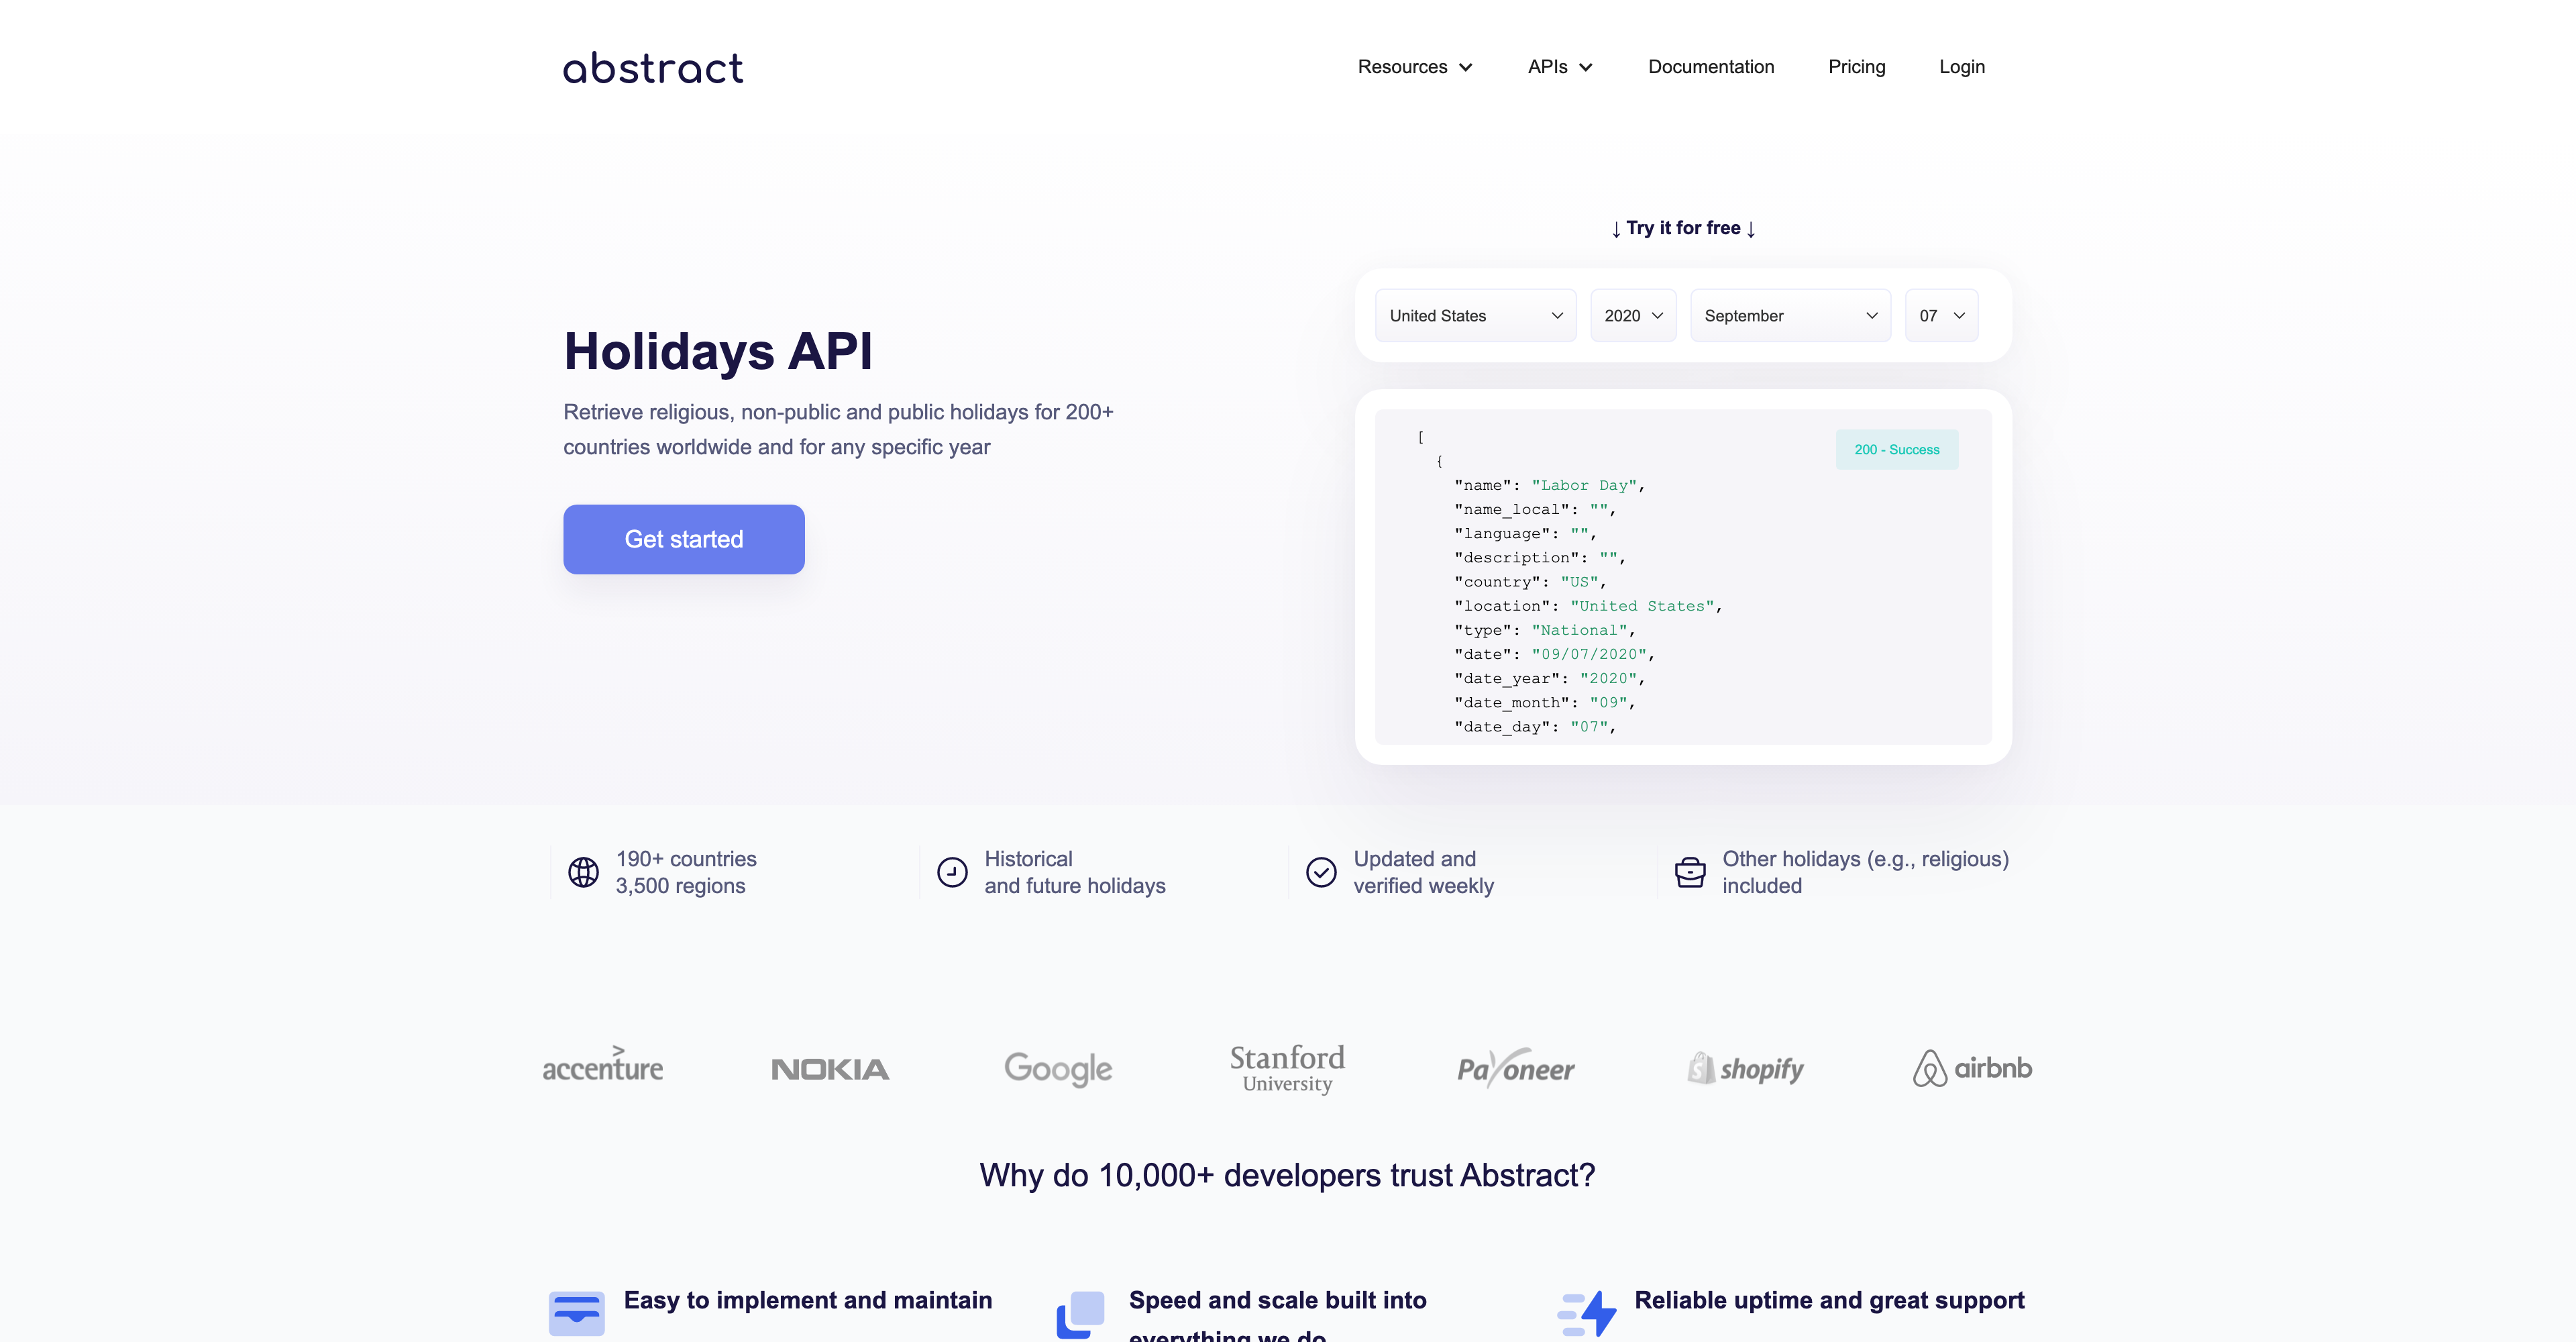 abstract
Resources
APIs
Documentation
Pricing
Login
↓ Try it for free ↓
United States
2020
September
07
Holidays API
Retrieve religious, non-public and public holidays for 200+
countries worldwide and for any specific year
Get started
200 - Success
[
{
"name": "Labor Day",
"name_local": "",
"language": "",
"description": "",
"country": "US",
"location": "United States",
"type": "National",
"date": "09/07/2020",
"date_year": "2020",
"date_month": "09",
"date_day": "07",
190+ countries
3,500 regions
Historical
and future holidays
Updated and
verified weekly
Other holidays (e.g., religious)
included
accenture
NOKIA
Google
Stanford
University
Payoneer
shopify
airbnb
Why do 10,000+ developers trust Abstract?
Easy to implement and maintain
Speed and scale built into
everything we do
Reliable uptime and great support